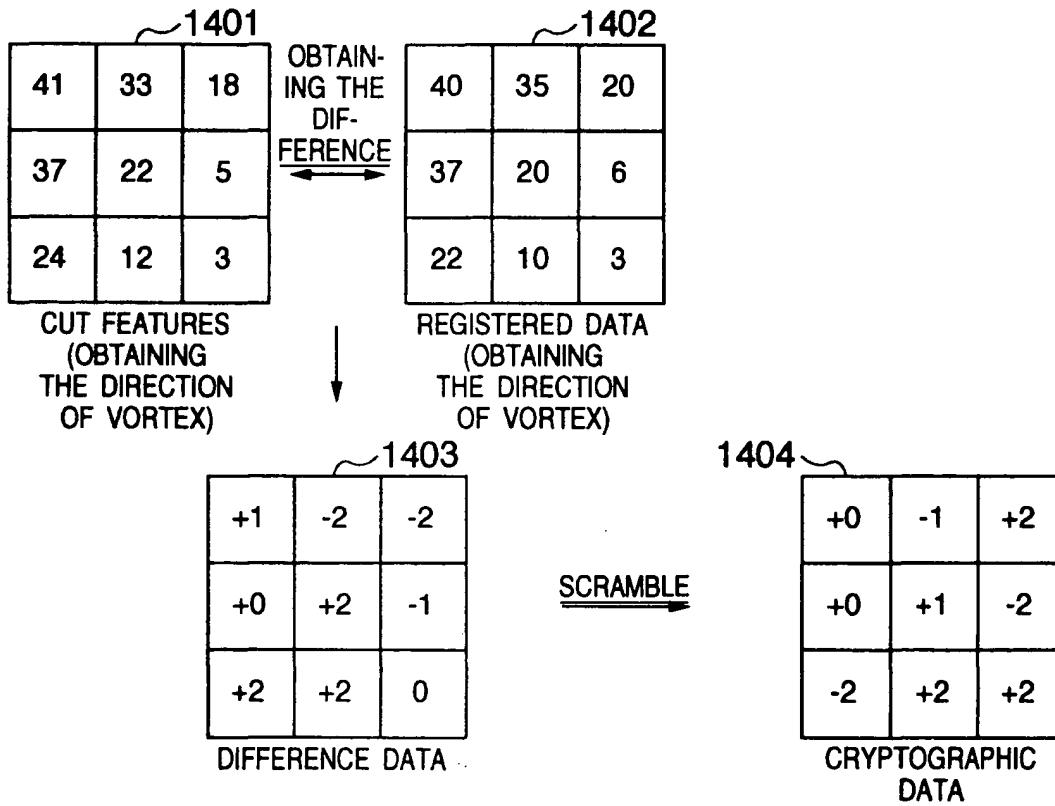 1401
41 33 18
37 22 5
24 12 3
CUT FEATURES
(OBTAINING
THE DIRECTION
OF VORTEX)
OBTAIN-
ING THE
DIF-
FERENCE
1402
40 35 20
37 20 6
22 10 3
REGISTERED DATA
(OBTAINING
THE DIRECTION
OF VORTEX)
1403
+1 -2 -2
+0 +2 -1
+2 +2 0
DIFFERENCE DATA
SCRAMBLE
1404
+0 -1 +2
+0 +1 -2
-2 +2 +2
CRYPTOGRAPHIC
DATA